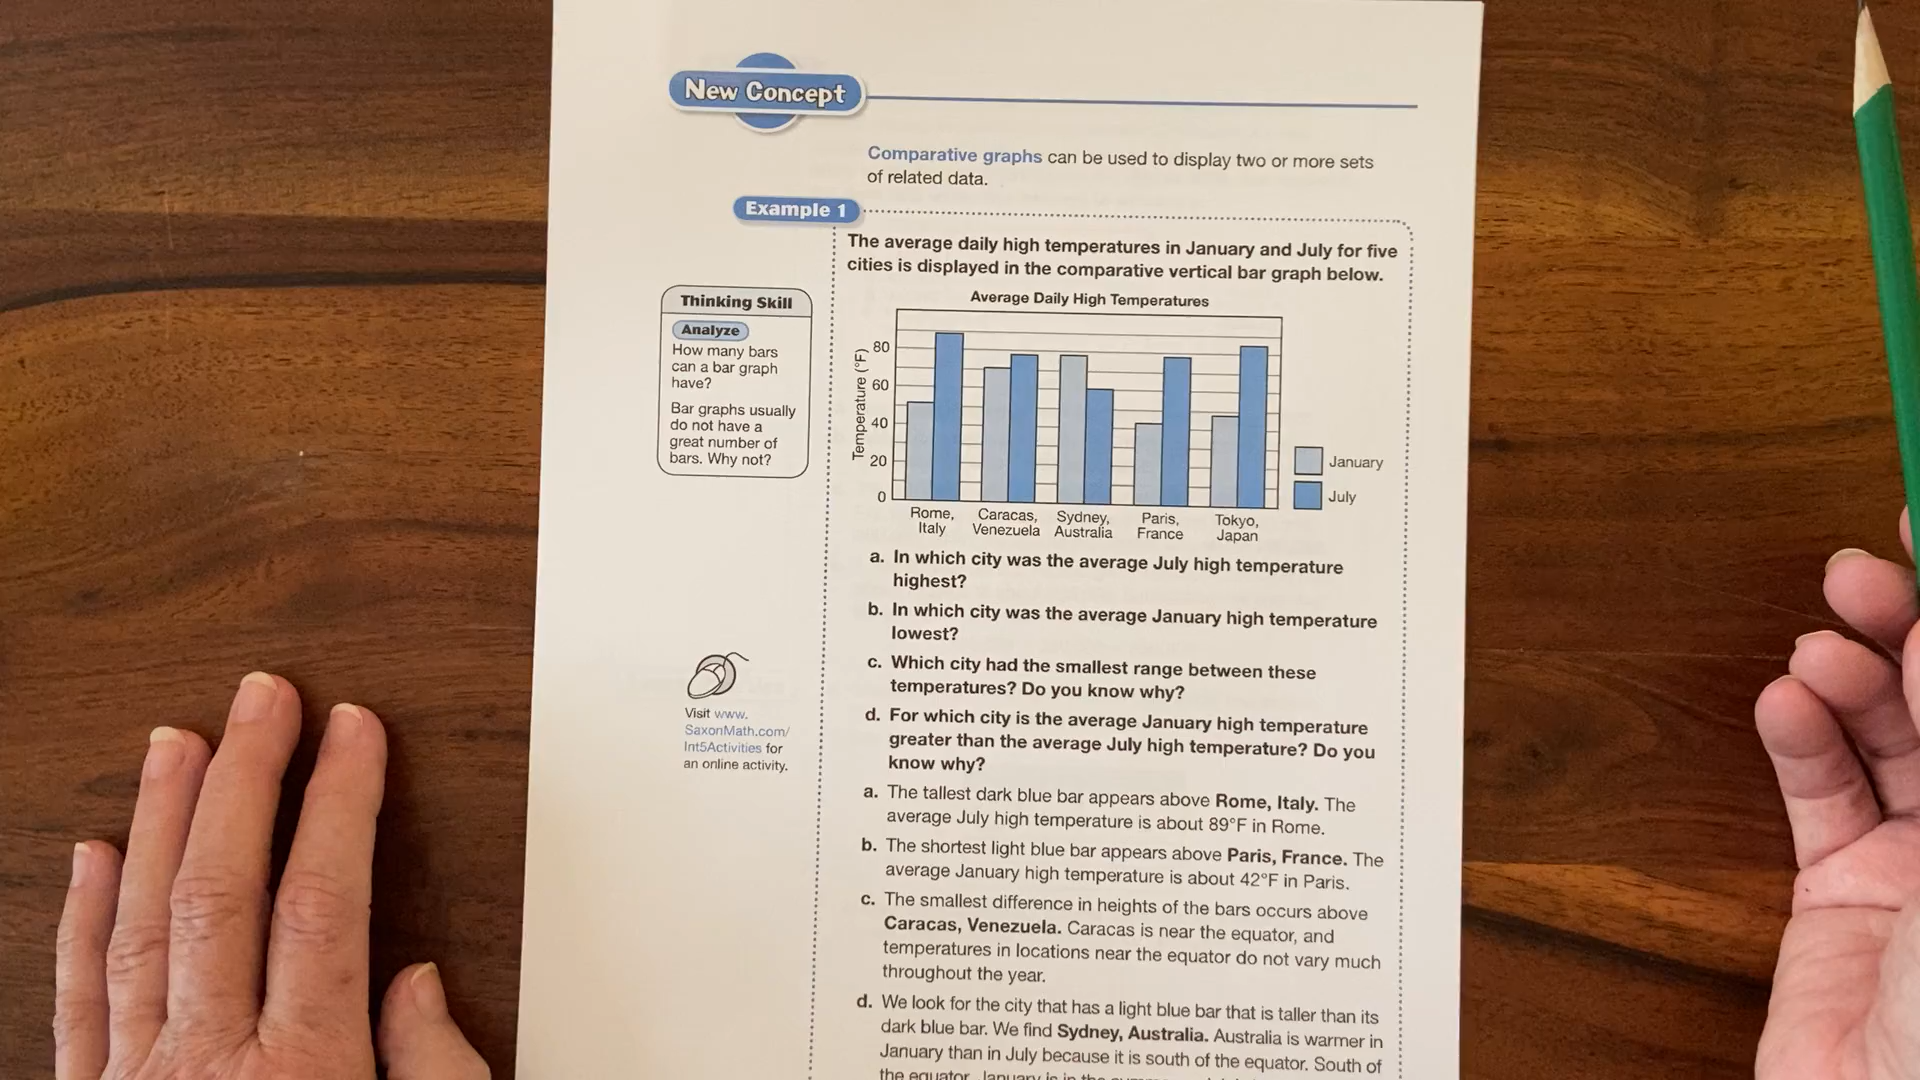 New Concept
Comparative graphs can be used to display two or more sets
of related data.
Example 1
The average daily high temperatures in January and July for five
cities is displayed in the comparative vertical bar graph below.
Thinking Skill
Analyze
How many bars
can a bar graph
have?
Bar graphs usually
do not have a
great number of
bars. Why not?
Average Daily High Temperatures
Temperature (°F)
80
60
40
20
0
Rome,
Italy
Caracas,
Venezuela
Sydney,
Australia
Paris,
France
Tokyo,
Japan
January
July
a. In which city was the average July high temperature
highest?
b. In which city was the average January high temperature
lowest?
c. Which city had the smallest range between these
temperatures? Do you know why?
d. For which city is the average January high temperature
greater than the average July high temperature? Do you
know why?
Visit www.
SaxonMath.com/
Int5Activities for
an online activity.
a. The tallest dark blue bar appears above Rome, Italy. The
average July high temperature is about 89°F in Rome.
b. The shortest light blue bar appears above Paris, France. The
average January high temperature is about 42°F in Paris.
c. The smallest difference in heights of the bars occurs above
Caracas, Venezuela. Caracas is near the equator, and
temperatures in locations near the equator do not vary much
throughout the year.
d. We look for the city that has a light blue bar that is taller than its
dark blue bar. We find Sydney, Australia. Australia is warmer in
January than in July because it is south of the equator. South of
the equator, January is in the